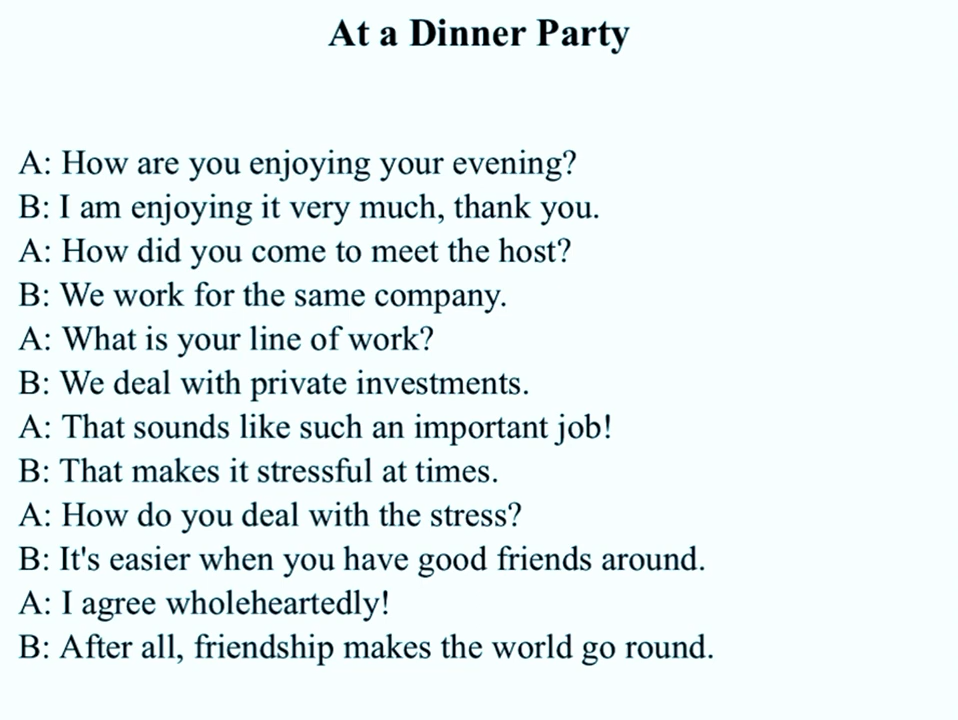 At a Dinner Party
A: How are you enjoying your evening?
B: I am enjoying it very much, thank you.
A: How did you come to meet the host?
B: We work for the same company.
A: What is your line of work?
B: We deal with private investments.
A: That sounds like such an important job!
B: That makes it stressful at times.
A: How do you deal with the stress?
B: It's easier when you have good friends around.
A: I agree wholeheartedly!
B: After all, friendship makes the world go round.